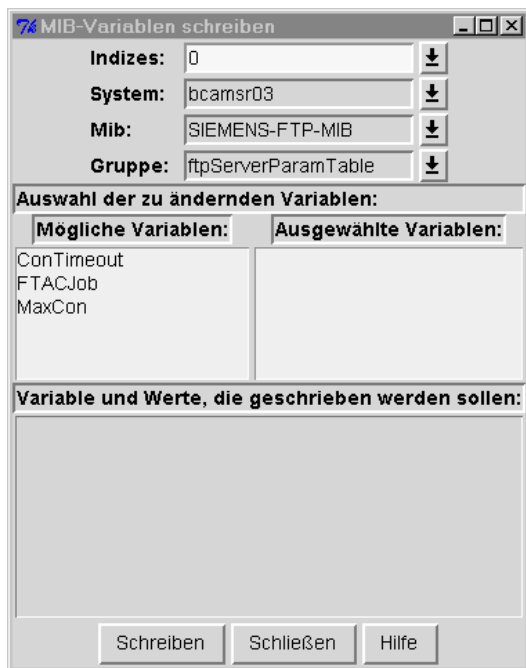 MIB-Variablen schreiben
Indizes: 0
System: bcamsr03
Mib: SIEMENS-FTP-MIB
Gruppe: ftpServerParamTable
Auswahl der zu ändernden Variablen:
Mögliche Variablen: Ausgewählte Variablen:
ConTimeout
FTACJob
MaxCon
Variable und Werte, die geschrieben werden sollen:
Schreiben Schließen Hilfe